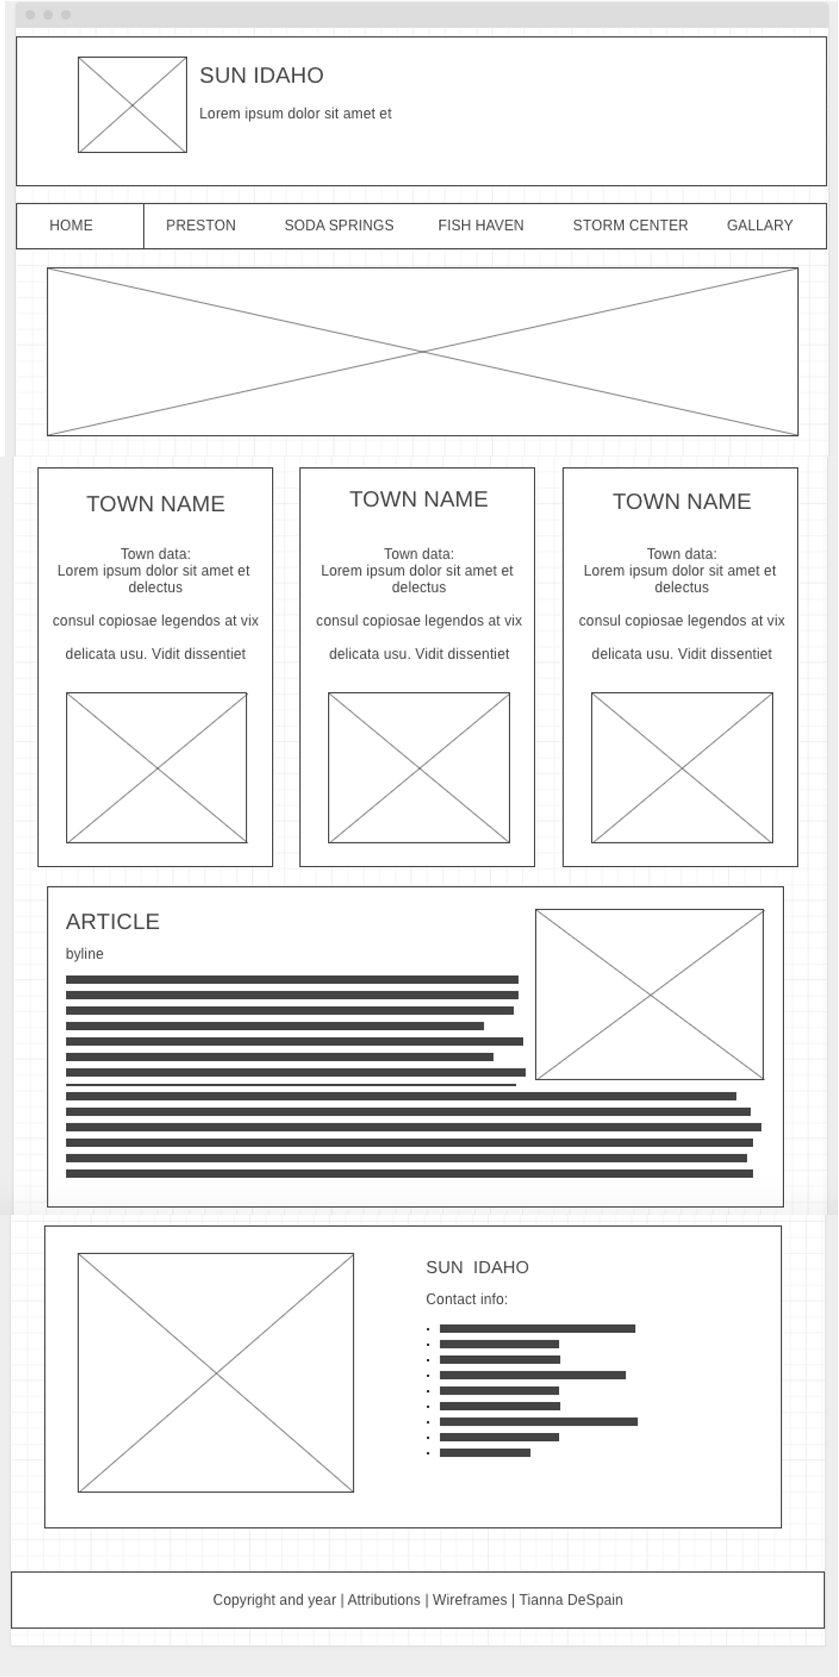 SUN IDAHO
Lorem ipsum dolor sit amet et
HOME PRESTON SODA SPRINGS FISH HAVEN STORM CENTER GALLARY
TOWN NAME
Town data:
Lorem ipsum dolor sit amet et
delectus
consul copiosae legendos at vix
delicata usu. Vidit dissentiet
TOWN NAME
Town data:
Lorem ipsum dolor sit amet et
delectus
consul copiosae legendos at vix
delicata usu. Vidit dissentiet
TOWN NAME
Town data:
Lorem ipsum dolor sit amet et
delectus
consul copiosae legendos at vix
delicata usu. Vidit dissentiet
ARTICLE
byline
SUN  IDAHO
Contact info:
Copyright and year | Attributions | Wireframes | Tianna DeSpain